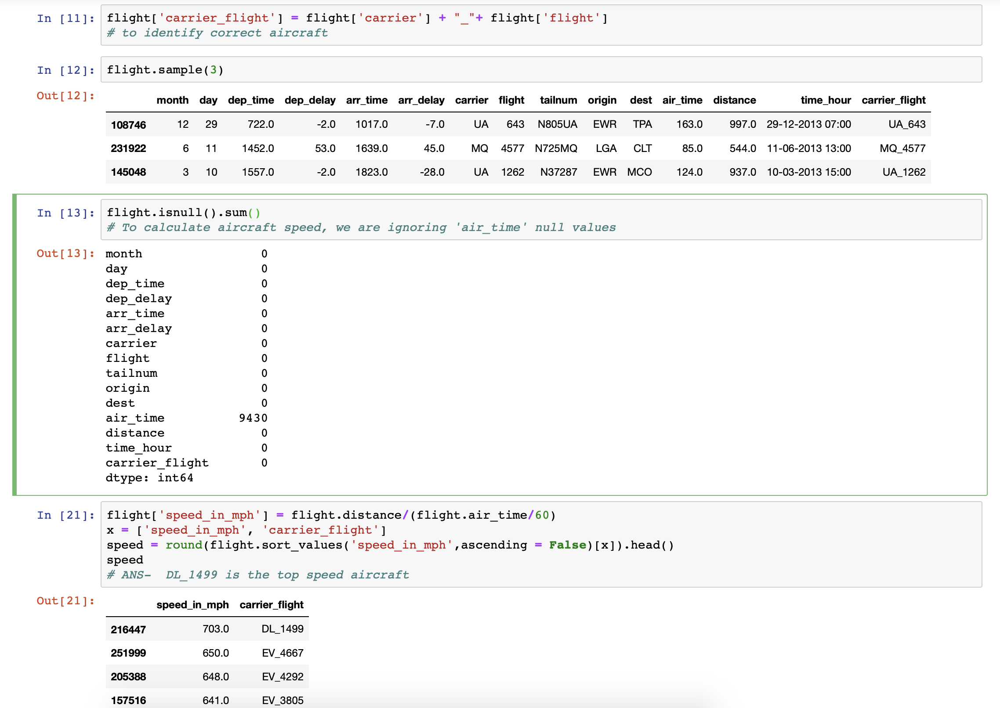 In [11]: flight['carrier_flight'] = flight['carrier'] + "_"+ flight['flight']
# to identify correct aircraft
In [12]: flight.sample(3)
Out[12]:
month day dep_time dep_delay arr_time arr_delay carrier flight tailnum origin dest air_time distance time_hour carrier_flight
108746 12 29 722.0 -2.0 1017.0 -7.0 UA 643 N805UA EWR TPA 163.0 997.0 29-12-2013 07:00 UA_643
231922 6 11 1452.0 53.0 1639.0 45.0 MQ 4577 N725MQ LGA CLT 85.0 544.0 11-06-2013 13:00 MQ_4577
145048 3 10 1557.0 -2.0 1823.0 -28.0 UA 1262 N37287 EWR MCO 124.0 937.0 10-03-2013 15:00 UA_1262
In [13]: flight.isnull().sum()
# To calculate aircraft speed, we are ignoring 'air_time' null values
Out[13]: month 0
day 0
dep_time 0
dep_delay 0
arr_time 0
arr_delay 0
carrier 0
flight 0
tailnum 0
origin 0
dest 0
air_time 9430
distance 0
time_hour 0
carrier_flight 0
dtype: int64
In [21]: flight['speed_in_mph'] = flight.distance/(flight.air_time/60)
x = ['speed_in_mph', 'carrier_flight']
speed = round(flight.sort_values('speed_in_mph',ascending = False)[x]).head()
speed
# ANS-  DL_1499 is the top speed aircraft
Out[21]:
speed_in_mph carrier_flight
216447 703.0 DL_1499
251999 650.0 EV_4667
205388 648.0 EV_4292
157516 641.0 EV_3805